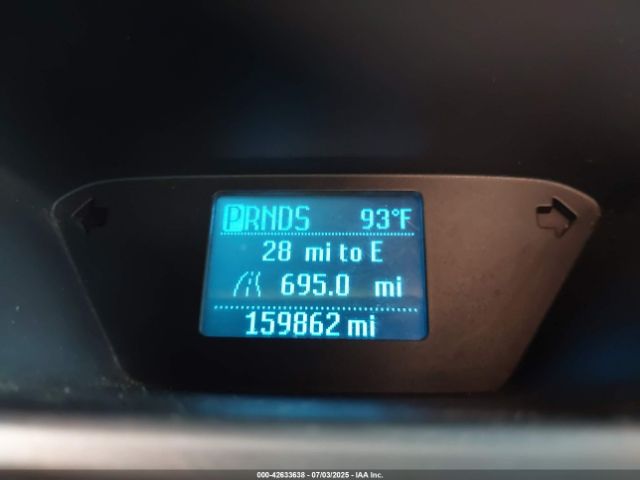 PRNDS 93°F
28 mi to E
695.0 mi
159862 mi
000-42633638 - 07/03/2025 - IAA Inc.